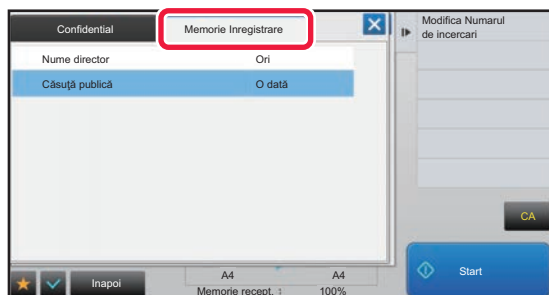 Confidential
Memorie Inregistrare
Modifica Numarul
de incercari
Nume director
Ori
Căsuţă publică
O dată
CA
Inapoi
A4
A4
Memorie recept. :
100%
Start